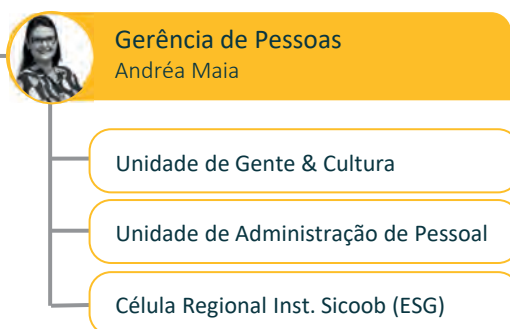 Gerência de Pessoas
Andréa Maia
Unidade de Gente & Cultura
Unidade de Administração de Pessoal
Célula Regional Inst. Sicoob (ESG)